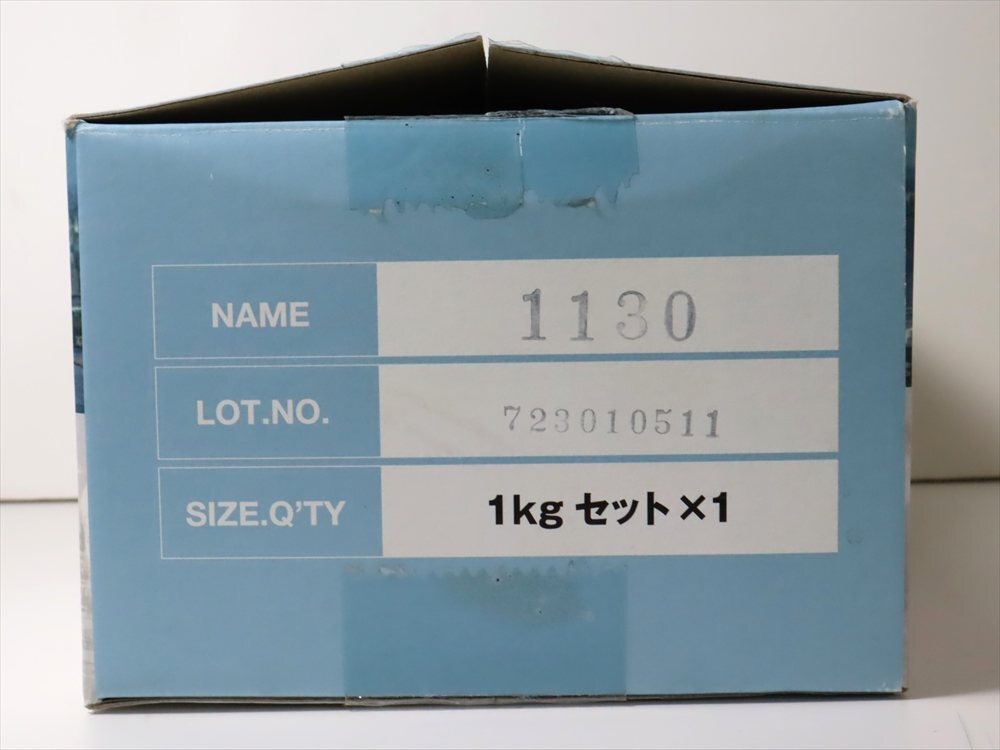 NAME 1130
LOT.NO. 723010511
SIZE.Q'TY 1kg セット×1